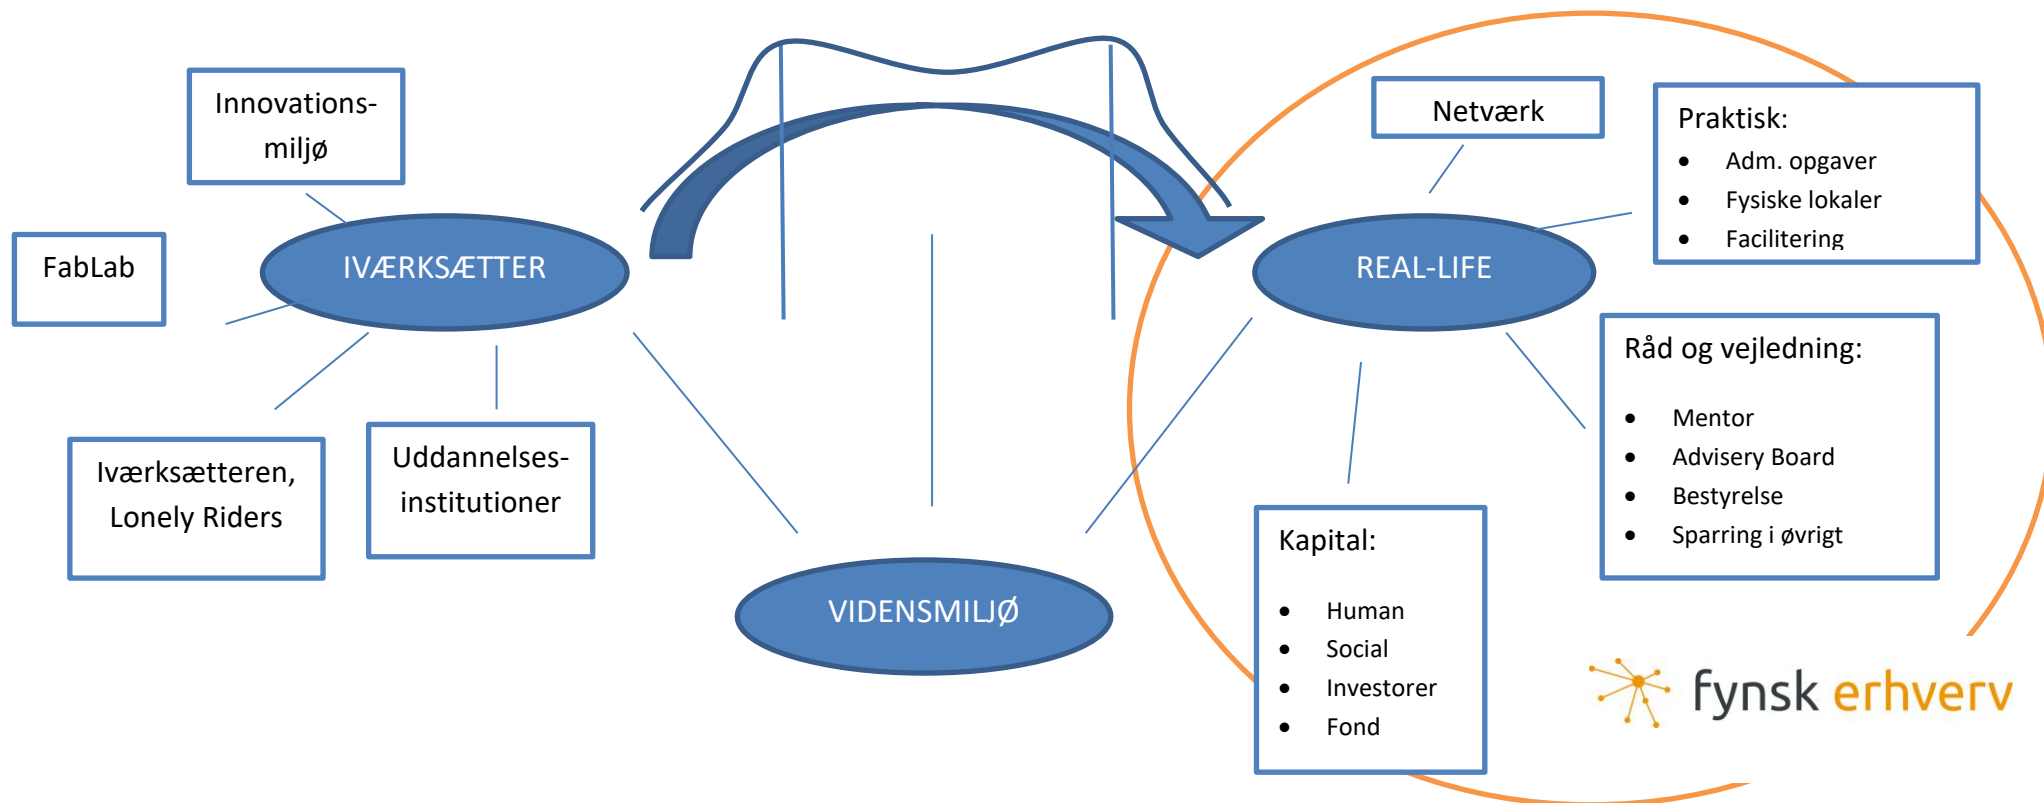 Innovations-
miljø
FabLab
IVÆRKSÆTTER
Iværksætteren,
Lonely Riders
Uddannelses-
institutioner
VIDENSMILJØ
Netværk
REAL-LIFE
Praktisk:
• Adm. opgaver
• Fysiske lokaler
• Facilitering
Råd og vejledning:
• Mentor
• Advisery Board
• Bestyrelse
• Sparring i øvrigt
Kapital:
• Human
• Social
• Investorer
• Fond
fynsk erhverv